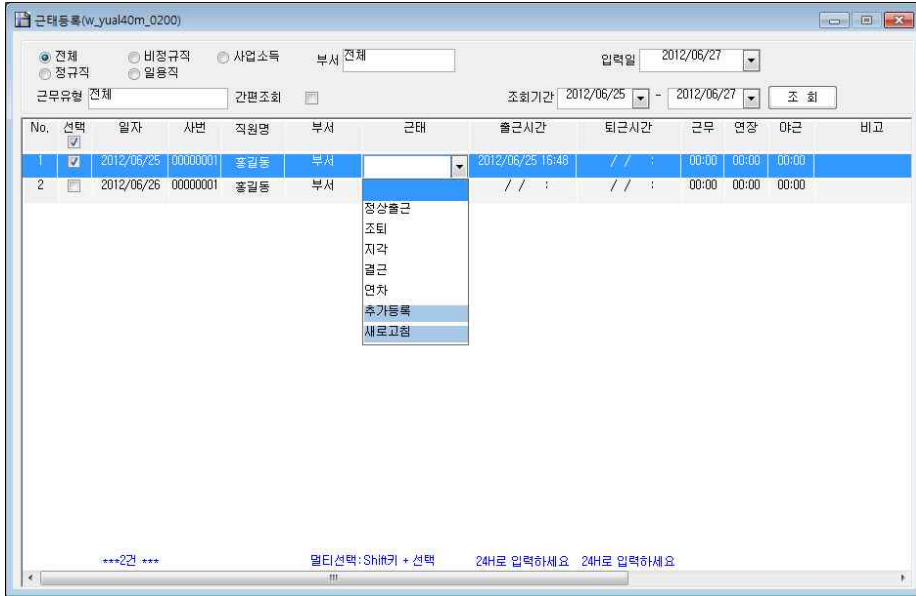 근태등록(w_yual40m_0200)
전체 비정규직 사업소득 부서 전체 입력일 2012/06/27
정규직 일용직
근무유형 전체 간편조회 조회기간 2012/06/25 - 2012/06/27 조 회
No. 선택 일자 사번 직원명 부서 근태 출근시간 퇴근시간 근무 연장 야근 비고
1 2012/06/25 00000001 홍길동 부서 2012/06/25 16:48 / / : 00:00 00:00 00:00
2 2012/06/26 00000001 홍길동 부서 / / : / / : 00:00 00:00 00:00
정상출근
조퇴
지각
결근
연차
추가등록
새로고침
***2건 *** 멀티선택:Shift키 + 선택 24H로 입력하세요 24H로 입력하세요